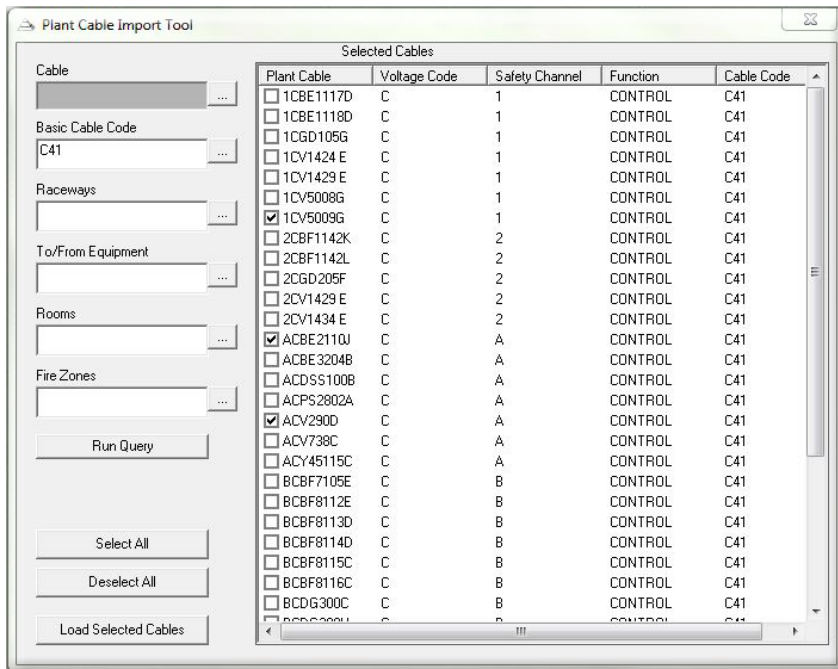 Plant Cable Import Tool
Selected Cables
Cable
...
Basic Cable Code
C41
...
Raceways
...
To/From Equipment
...
Rooms
...
Fire Zones
...
Run Query
Select All
Deselect All
Load Selected Cables
Plant Cable Voltage Code Safety Channel Function Cable Code
1CBE1117D C 1 CONTROL C41
1CBE1118D C 1 CONTROL C41
1CGD105G C 1 CONTROL C41
1CV1424 E C 1 CONTROL C41
1CV1429 E C 1 CONTROL C41
1CV5008G C 1 CONTROL C41
1CV5009G C 1 CONTROL C41
2CBF1142K C 2 CONTROL C41
2CBF1142L C 2 CONTROL C41
2CGD205F C 2 CONTROL C41
2CV1429 E C 2 CONTROL C41
2CV1434 E C 2 CONTROL C41
ACBE2110J C A CONTROL C41
ACBE3204B C A CONTROL C41
ACDSS100B C A CONTROL C41
ACPS2802A C A CONTROL C41
ACV290D C A CONTROL C41
ACV738C C A CONTROL C41
ACY45115C C A CONTROL C41
BCBF7105E C B CONTROL C41
BCBF8112E C B CONTROL C41
BCBF8113D C B CONTROL C41
BCBF8114D C B CONTROL C41
BCBF8115C C B CONTROL C41
BCBF8116C C B CONTROL C41
BCDG300C C B CONTROL C41